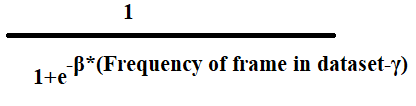 1
1+e-β*(Frequency of frame in dataset-γ)